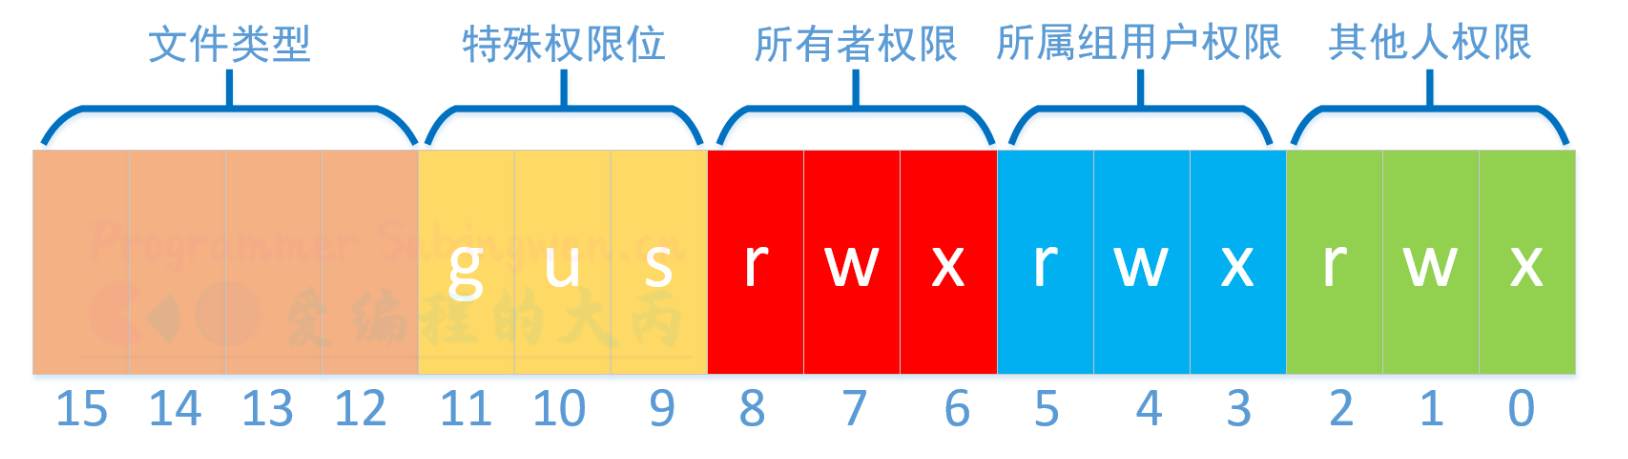 文件类型 特殊权限位 所有者权限 所属组用户权限 其他人权限
g u s r w x r w x r w x
Programmer Subingwen.cn
爱编程的大丙
15 14 13 12 11 10 9 8 7 6 5 4 3 2 1 0